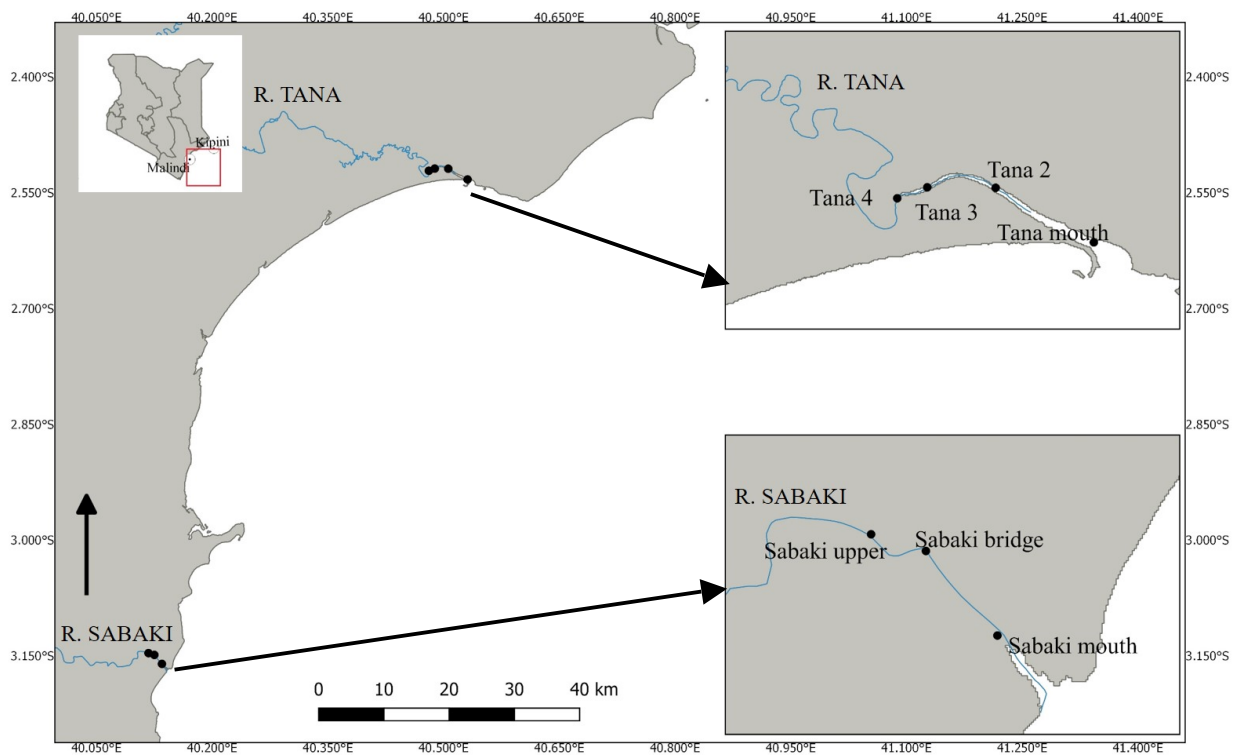 40.050°E 40.200°E 40.350°E 40.500°E 40.650°E 40.800°E 40.950°E 41.100°E 41.250°E 41.400°E
2.400°S
2.550°S
2.700°S
2.850°S
3.000°S
3.150°S
Kipini
Malindi
R. TANA
R. SABAKI
0 10 20 30 40 km
R. TANA
Tana 2
Tana 4
Tana 3
Tana mouth
R. SABAKI
Sabaki bridge
Sabaki upper
Sabaki mouth
2.400°S
2.550°S
2.700°S
2.850°S
3.000°S
3.150°S
40.050°E 40.200°E 40.350°E 40.500°E 40.650°E 40.800°E 40.950°E 41.100°E 41.250°E 41.400°E